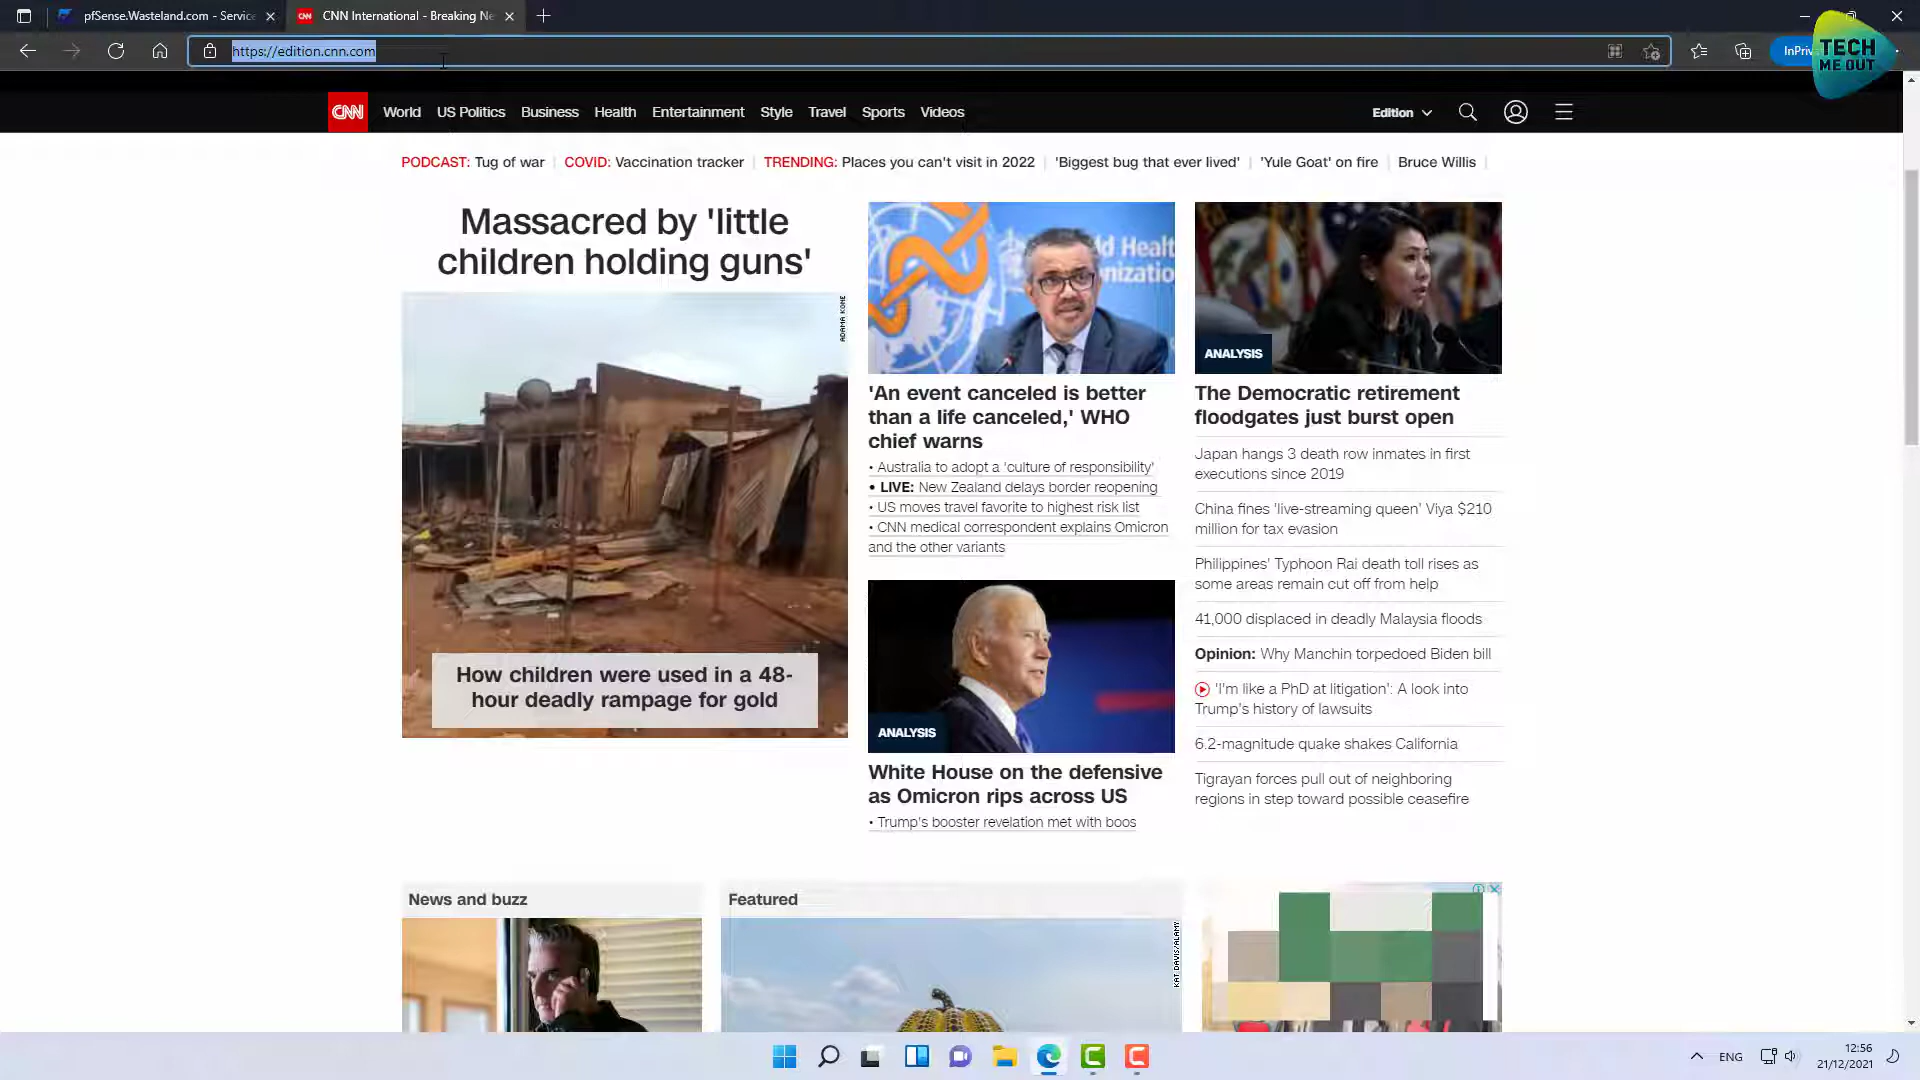 pfSense.Wasteland.com - Service
CNN International - Breaking Ne
https://edition.cnn.com
InPri
TECH
ME OUT
CNN
World
US Politics
Business
Health
Entertainment
Style
Travel
Sports
Videos
Edition
PODCAST: Tug of war
COVID: Vaccination tracker
TRENDING: Places you can't visit in 2022
'Biggest bug that ever lived'
'Yule Goat' on fire
Bruce Willis
Massacred by 'little
children holding guns'
ADAMA KONE
How children were used in a 48-
hour deadly rampage for gold
ld Healt
nizatio
'An event canceled is better
than a life canceled,' WHO
chief warns
• Australia to adopt a 'culture of responsibility'
• LIVE: New Zealand delays border reopening
• US moves travel favorite to highest risk list
• CNN medical correspondent explains Omicron
and the other variants
ANALYSIS
White House on the defensive
as Omicron rips across US
• Trump's booster revelation met with boos
ANALYSIS
The Democratic retirement
floodgates just burst open
Japan hangs 3 death row inmates in first
executions since 2019
China fines 'live-streaming queen' Viya $210
million for tax evasion
Philippines' Typhoon Rai death toll rises as
some areas remain cut off from help
41,000 displaced in deadly Malaysia floods
Opinion: Why Manchin torpedoed Biden bill
'I'm like a PhD at litigation': A look into
Trump's history of lawsuits
6.2-magnitude quake shakes California
Tigrayan forces pull out of neighboring
regions in step toward possible ceasefire
News and buzz
Featured
KAT DAVIS/ALAMY
ENG
12:56
21/12/2021